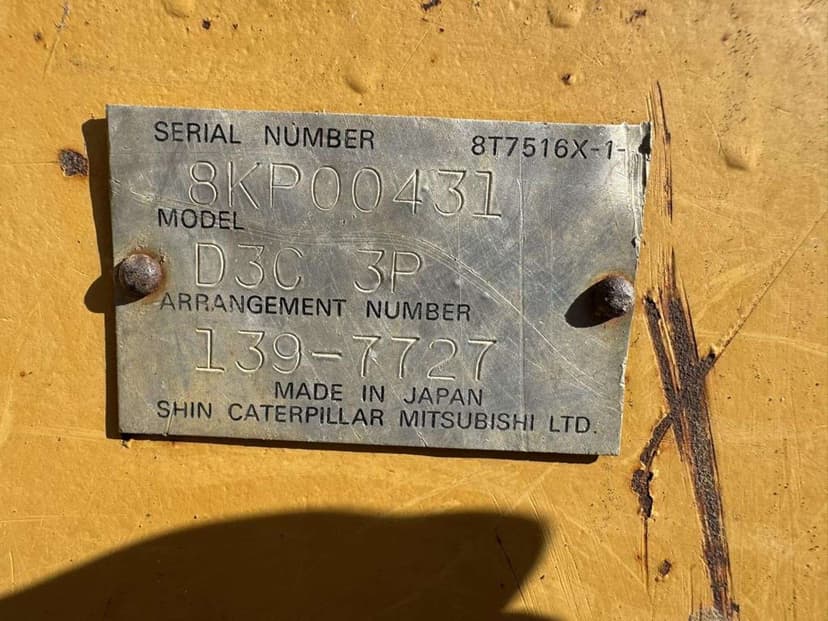 SERIAL NUMBER 8T7516X-1-
8KP00431
MODEL
D3C 3P
ARRANGEMENT NUMBER
139-7727
MADE IN JAPAN
SHIN CATERPILLAR MITSUBISHI LTD.